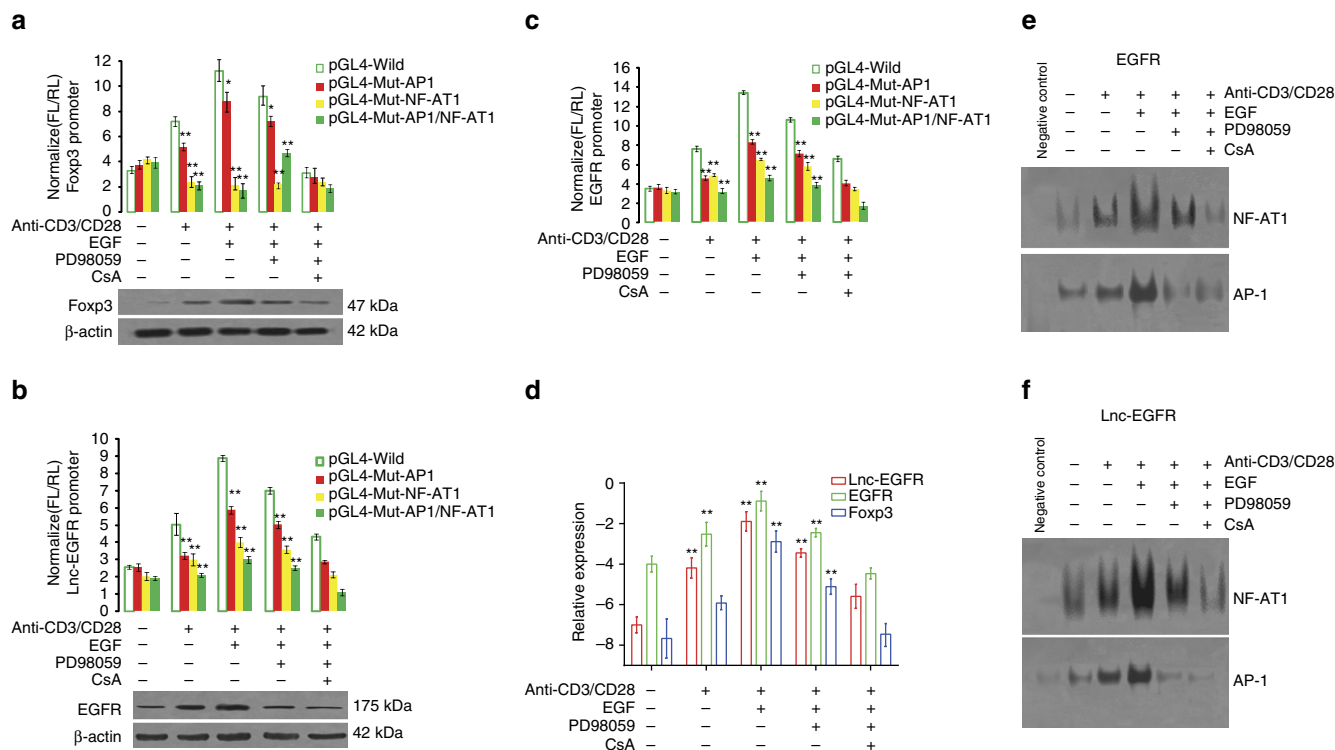 a
Normalize(FL/RL)
Foxp3 promoter
12
10
8
6
4
2
0
pGL4-Wild
pGL4-Mut-AP1
pGL4-Mut-NF-AT1
pGL4-Mut-AP1/NF-AT1
** ** ** * ** ** * ** **
Anti-CD3/CD28 – + + + +
EGF – – + + +
PD98059 – – – + +
CsA – – – – +
Foxp3 47 kDa
β-actin 42 kDa
b
Normalize(FL/RL)
Lnc-EGFR promoter
10
9
8
7
6
5
4
3
2
1
0
pGL4-Wild
pGL4-Mut-AP1
pGL4-Mut-NF-AT1
pGL4-Mut-AP1/NF-AT1
** ** ** ** ** ** ** ** **
Anti-CD3/CD28 – + + + +
EGF – – + + +
PD98059 – – – + +
CsA – – – – +
EGFR 175 kDa
β-actin 42 kDa
c
Normalize(FL/RL)
EGFR promoter
16
14
12
10
8
6
4
2
0
pGL4-Wild
pGL4-Mut-AP1
pGL4-Mut-NF-AT1
pGL4-Mut-AP1/NF-AT1
** ** ** ** ** ** ** ** **
Anti-CD3/CD28 – + + + +
EGF – – + + +
PD98059 – – – + +
CsA – – – – +
d
Relative expression
0
–2
–4
–6
–8
Lnc-EGFR
EGFR
Foxp3
** ** ** ** ** ** ** **
Anti-CD3/CD28 – + + + +
EGF – – + + +
PD98059 – – – + +
CsA – – – – +
e
EGFR
Negative control
– + + + + Anti-CD3/CD28
– – + + + EGF
– – – + + PD98059
– – – – + CsA
NF-AT1
AP-1
f
Lnc-EGFR
Negative control
– + + + + Anti-CD3/CD28
– – + + + EGF
– – – + + PD98059
– – – – + CsA
NF-AT1
AP-1